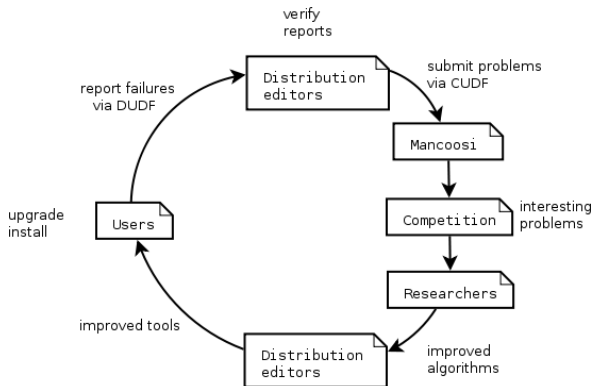 verify
reports
Distribution
editors
submit problems
via CUDF
Mancoosi
Competition
interesting
problems
Researchers
improved
algorithms
Distribution
editors
improved tools
Users
upgrade
install
report failures
via DUDF